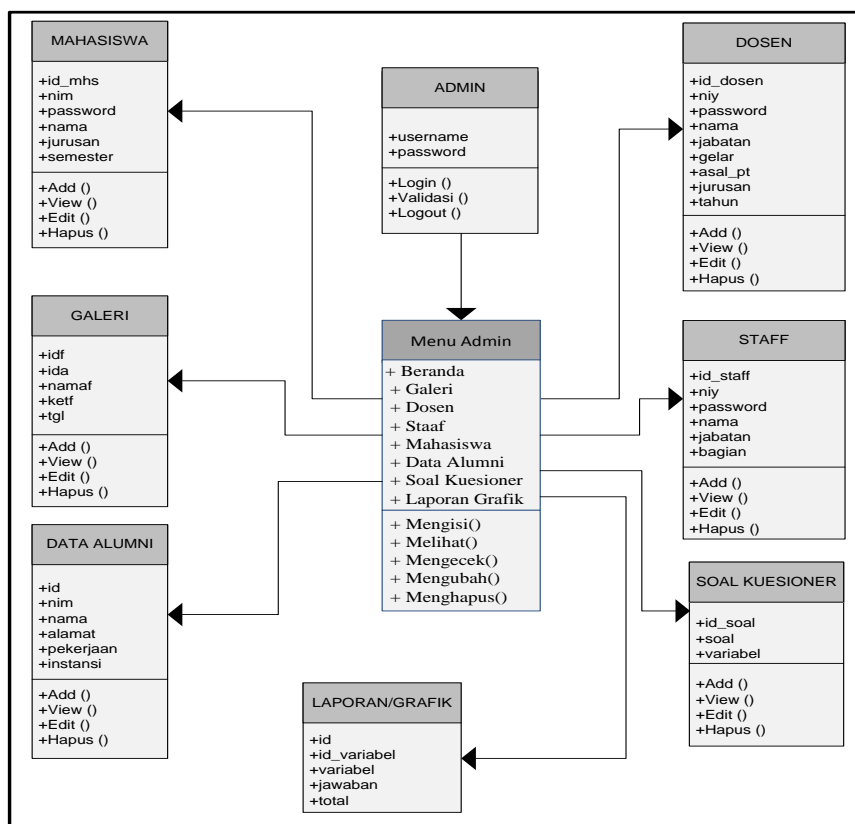 MAHASISWA
+id_mhs
+nim
+password
+nama
+jurusan
+semester
+Add ()
+View ()
+Edit ()
+Hapus ()
ADMIN
+username
+password
+Login ()
+Validasi ()
+Logout ()
DOSEN
+id_dosen
+niy
+password
+nama
+jabatan
+gelar
+asal_pt
+jurusan
+tahun
+Add ()
+View ()
+Edit ()
+Hapus ()
GALERI
+idf
+ida
+namaf
+ketf
+tgl
+Add ()
+View ()
+Edit ()
+Hapus ()
Menu Admin
+ Beranda
+ Galeri
+ Dosen
+ Staaf
+ Mahasiswa
+ Data Alumni
+ Soal Kuesioner
+ Laporan Grafik
+ Mengisi()
+ Melihat()
+ Mengecek()
+ Mengubah()
+ Menghapus()
STAFF
+id_staff
+niy
+password
+nama
+jabatan
+bagian
+Add ()
+View ()
+Edit ()
+Hapus ()
DATA ALUMNI
+id
+nim
+nama
+alamat
+pekerjaan
+instansi
+Add ()
+View ()
+Edit ()
+Hapus ()
SOAL KUESIONER
+id_soal
+soal
+variabel
+Add ()
+View ()
+Edit ()
+Hapus ()
LAPORAN/GRAFIK
+id
+id_variabel
+variabel
+jawaban
+total